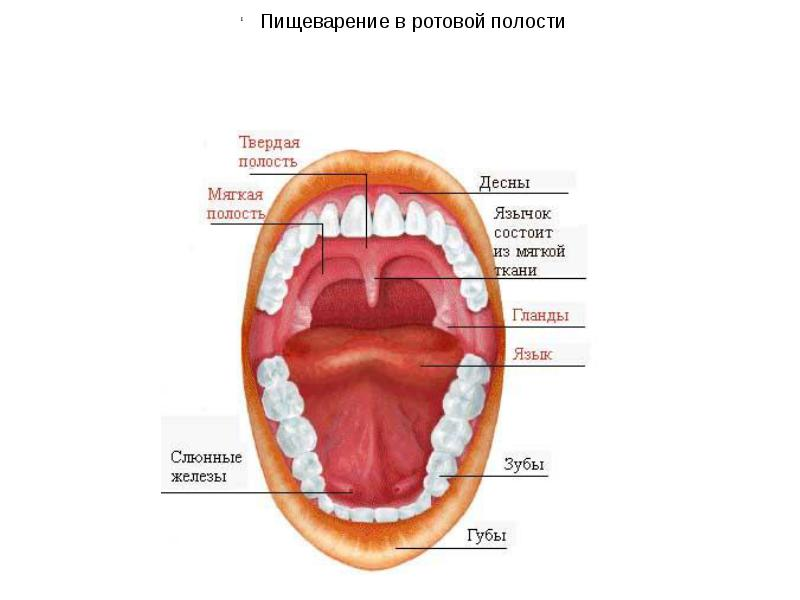 Пищеварение в ротовой полости
Твердая
полость
Мягкая
полость
Десны
Язычок
состоит
из мягкой
ткани
Гланды
Язык
Слюнные
железы
Зубы
Губы